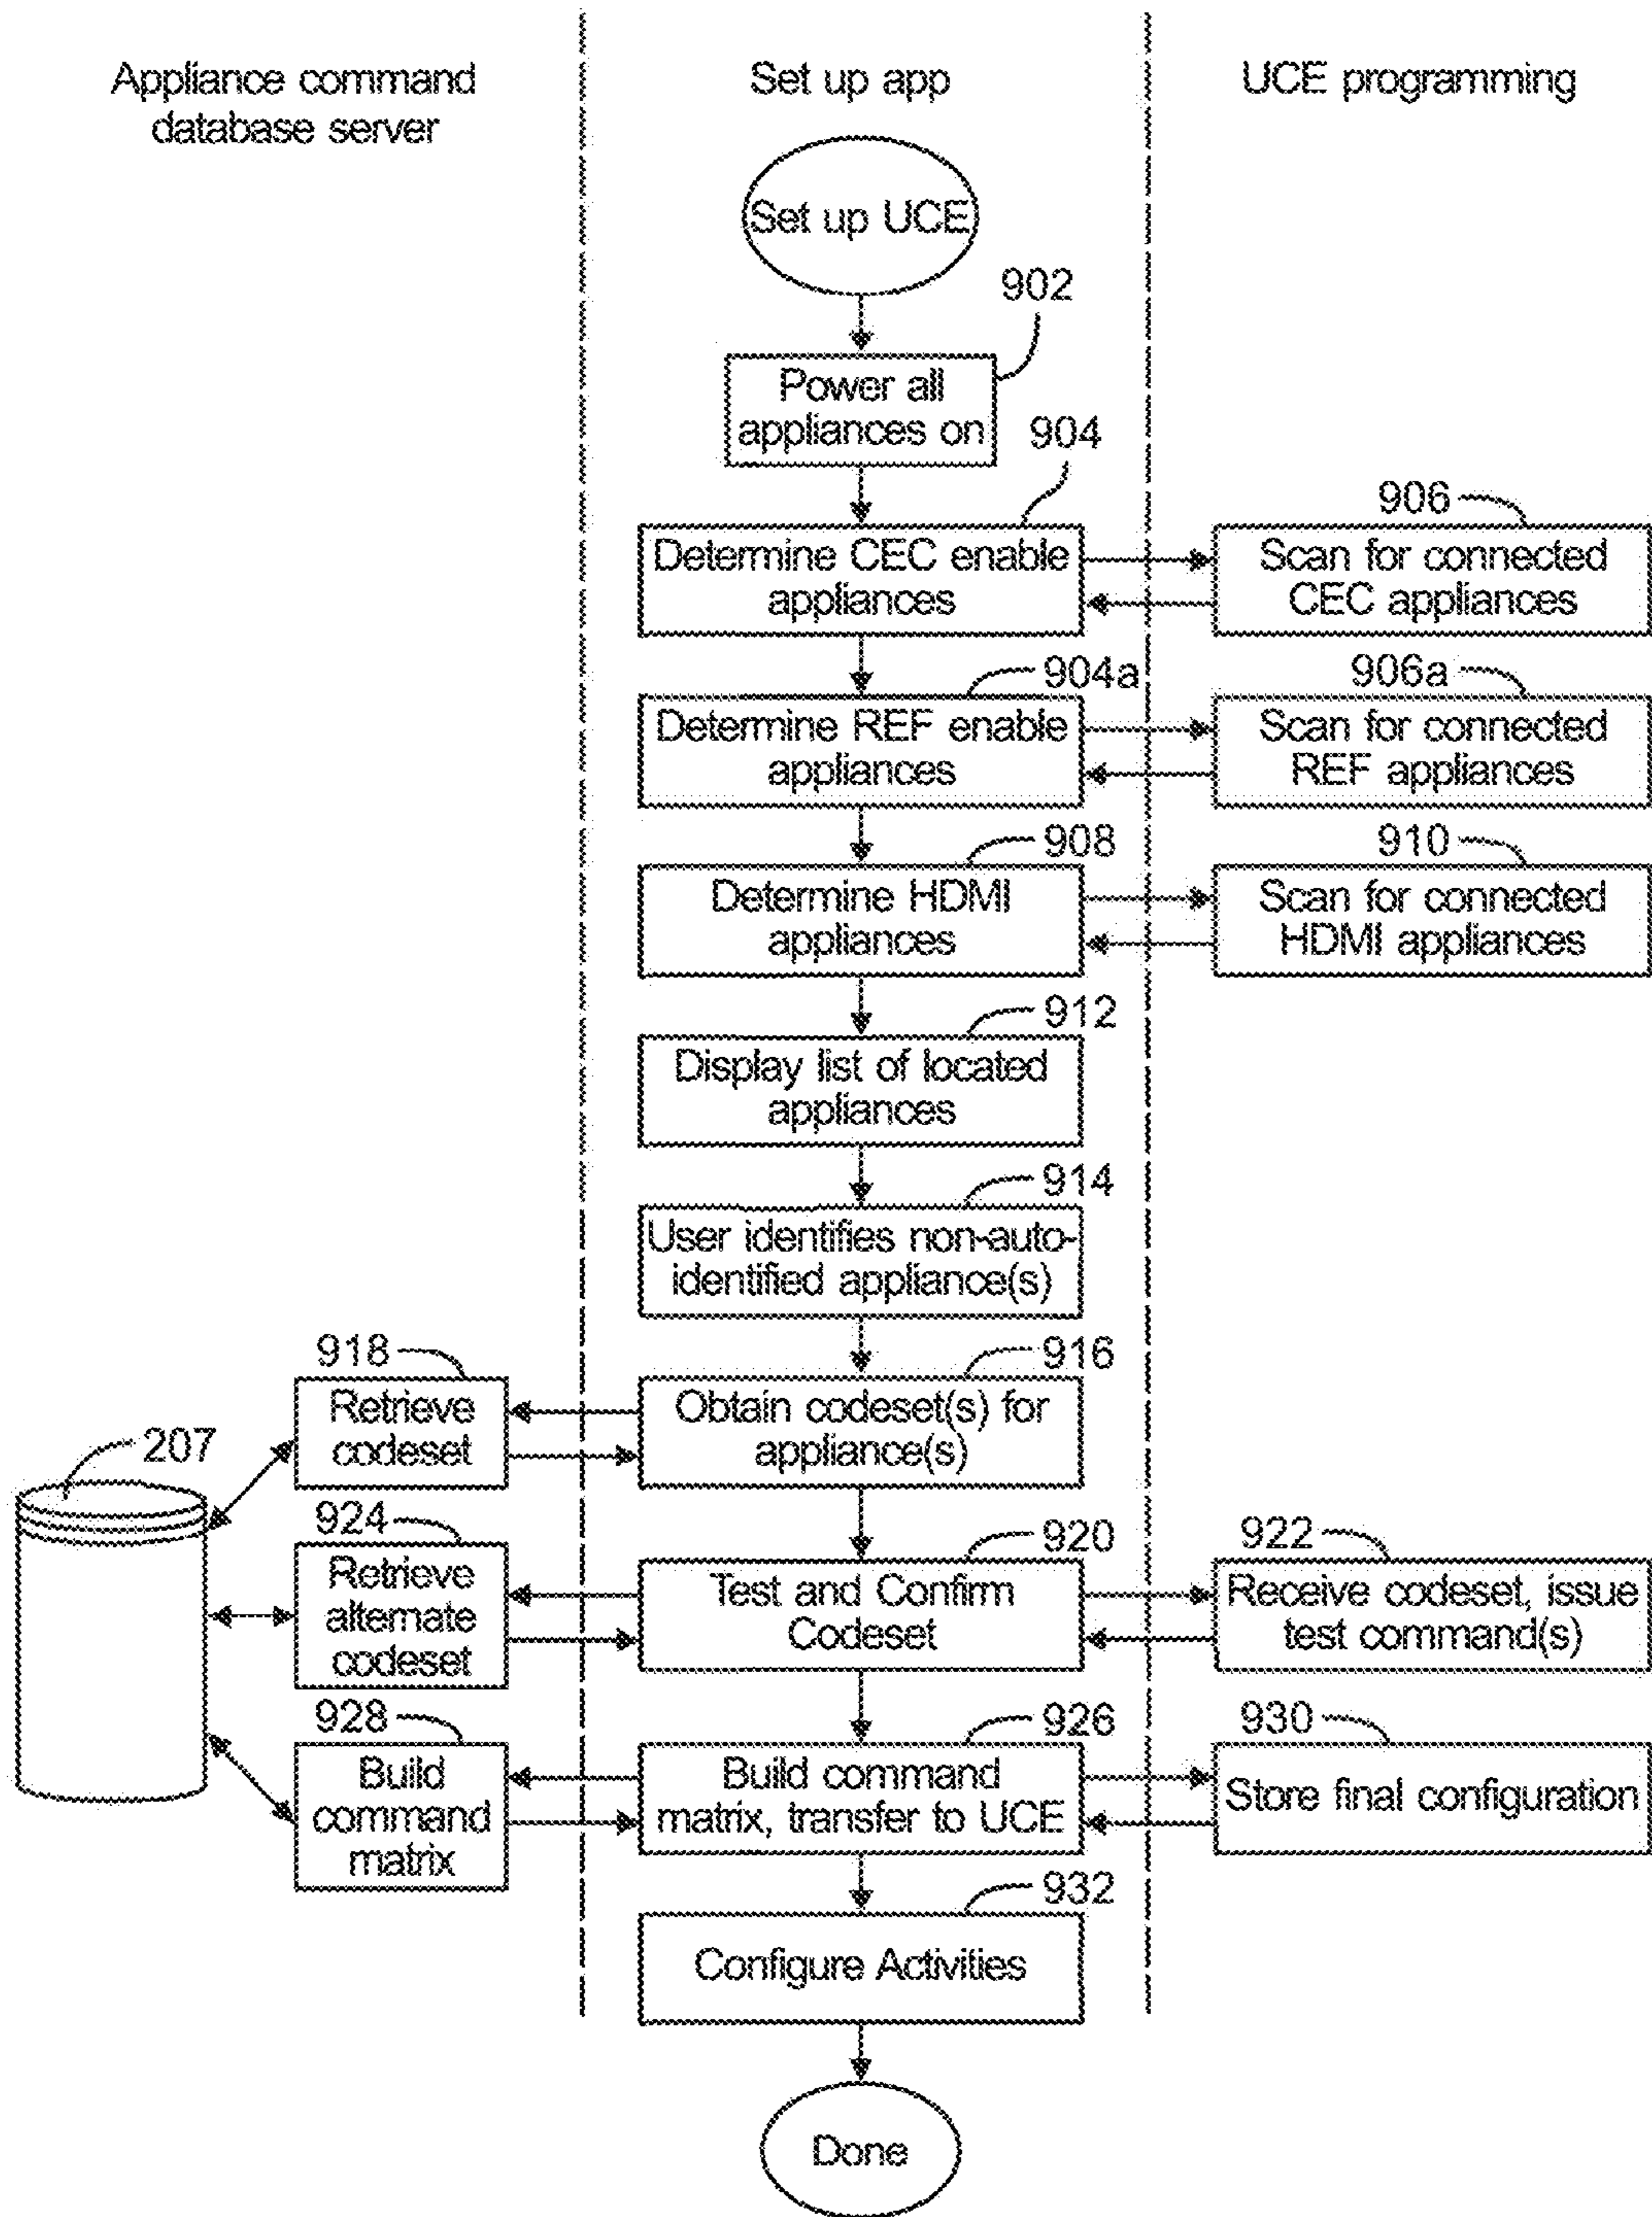 Appliance command
database server
Set up app
UCE programming
Set up UCE
902
Power all
appliances on
904
Determine CEC enable
appliances
906
Scan for connected
CEC appliances
904a
Determine REF enable
appliances
906a
Scan for connected
REF appliances
908
Determine HDMI
appliances
910
Scan for connected
HDMI appliances
912
Display list of located
appliances
914
User identifies non-auto-
identified appliance(s)
918
Retrieve
codeset
916
Obtain codeset(s) for
appliance(s)
207
924
Retrieve
alternate
codeset
920
Test and Confirm
Codeset
922
Receive codeset, issue
test command(s)
928
Build
command
matrix
926
Build command
matrix, transfer to UCE
930
Store final configuration
932
Configure Activities
Done